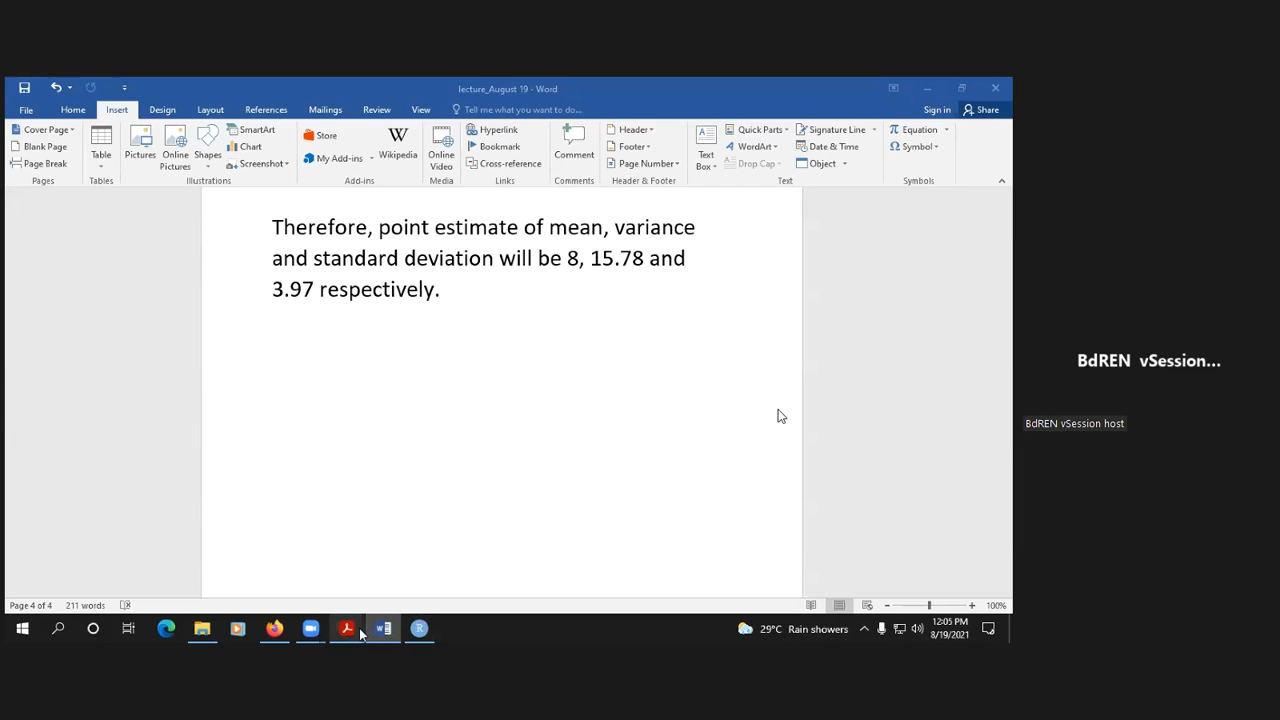 lecture_August 19 - Word
File Home Insert Design Layout References Mailings Review View Tell me what you want to do... Sign in Share
Cover Page
Blank Page
Page Break
Pages
Table
Tables
Pictures
Online Pictures
Shapes
SmartArt
Chart
Screenshot
Illustrations
Store
My Add-ins
W
Wikipedia
Add-ins
Online Video
Media
Hyperlink
Bookmark
Cross-reference
Links
Comment
Comments
Header
Footer
Page Number
Header & Footer
Text Box
Quick Parts
WordArt
Drop Cap
Signature Line
Date & Time
Object
Text
Equation
Symbol
Symbols
Therefore, point estimate of mean, variance
and standard deviation will be 8, 15.78 and
3.97 respectively.
BdREN vSession...
BdREN vSession host
Page 4 of 4 211 words
100%
29°C Rain showers
12:05 PM
8/19/2021